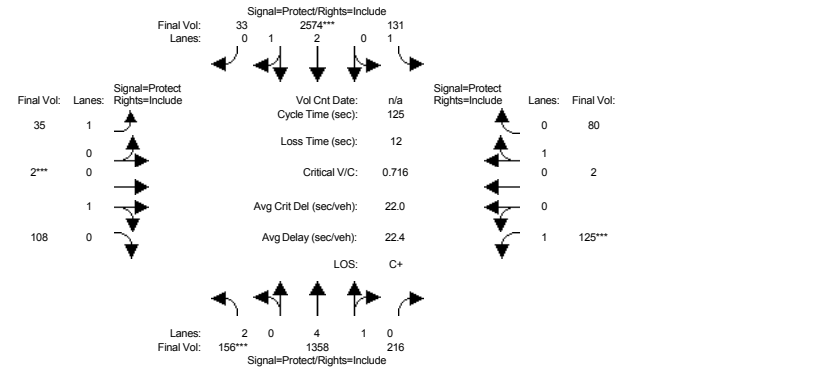 Signal=Protect/Rights=Include
Final Vol: 33 2574*** 131
Lanes: 0 1 2 0 1
Signal=Protect
Final Vol: Lanes: Rights=Include
Vol Cnt Date: n/a
Signal=Protect
Rights=Include Lanes: Final Vol:
35 1
Cycle Time (sec): 125
0 80
0
Loss Time (sec): 12
1
2*** 0
Critical V/C: 0.716
0 2
1
Avg Crit Del (sec/veh): 22.0
0
108 0
Avg Delay (sec/veh): 22.4
1 125***
LOS: C+
Lanes: 2 0 4 1 0
Final Vol: 156*** 1358 216
Signal=Protect/Rights=Include